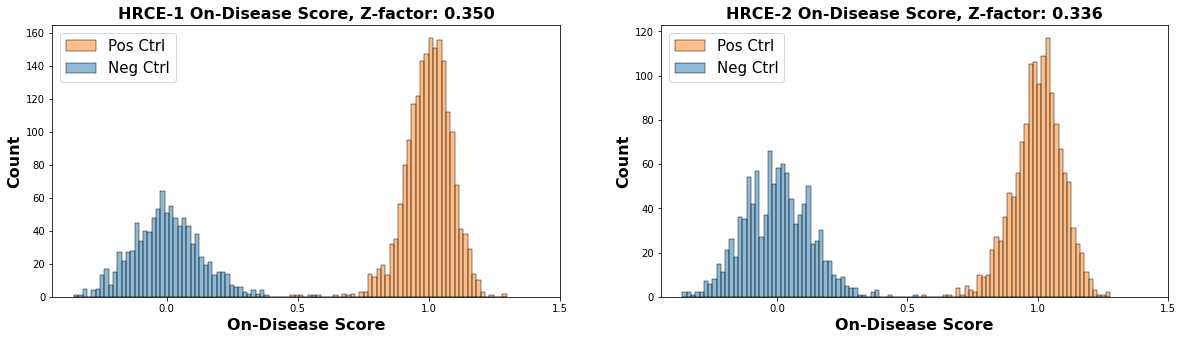 HRCE-1 On-Disease Score, Z-factor: 0.350
Pos Ctrl
Neg Ctrl
Count
160
140
120
100
80
60
40
20
0
0.0 0.5 1.0 1.5
On-Disease Score
HRCE-2 On-Disease Score, Z-factor: 0.336
Pos Ctrl
Neg Ctrl
Count
120
100
80
60
40
20
0
0.0 0.5 1.0 1.5
On-Disease Score